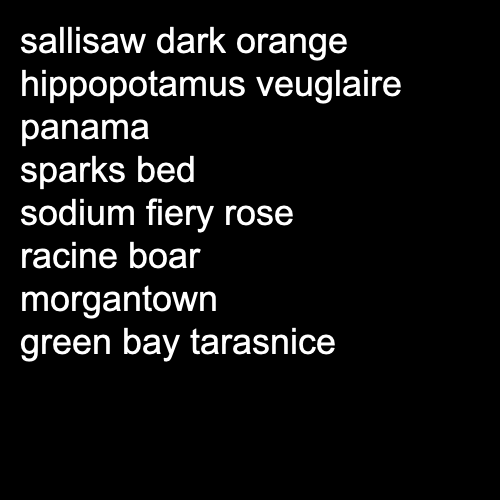 sallisaw dark orange
hippopotamus veuglaire
panama
sparks bed
sodium fiery rose
racine boar
morgantown
green bay tarasnice